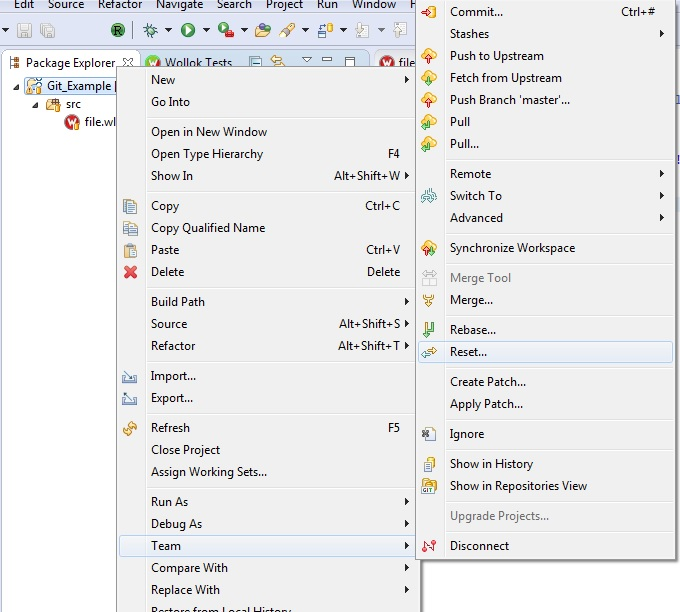 Edit Source Refactor Navigate Search Project Run Window
Package Explorer
Wollok Tests
file
Git_Example
src
file.wl
New
Go Into
Open in New Window
Open Type Hierarchy F4
Show In Alt+Shift+W
Copy Ctrl+C
Copy Qualified Name
Paste Ctrl+V
Delete Delete
Build Path
Source Alt+Shift+S
Refactor Alt+Shift+T
Import...
Export...
Refresh F5
Close Project
Assign Working Sets...
Run As
Debug As
Team
Compare With
Replace With
Restore from Local History...
Commit... Ctrl+#
Stashes
Push to Upstream
Fetch from Upstream
Push Branch 'master'...
Pull
Pull...
Remote
Switch To
Advanced
Synchronize Workspace
Merge Tool
Merge...
Rebase...
Reset...
Create Patch...
Apply Patch...
Ignore
Show in History
Show in Repositories View
Upgrade Projects...
Disconnect